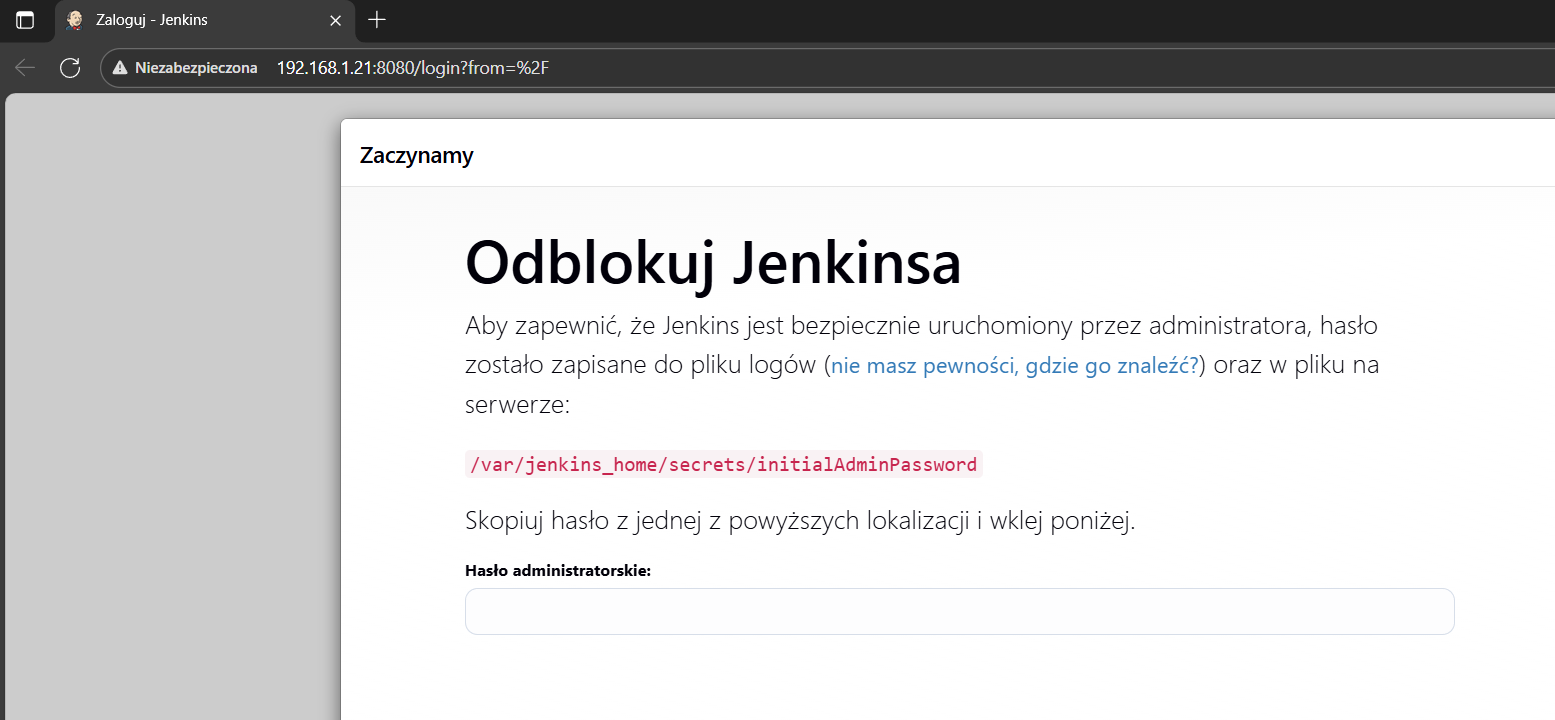 Zaloguj - Jenkins
Niezabezpieczona 192.168.1.21:8080/login?from=%2F
Zaczynamy
Odblokuj Jenkinsa
Aby zapewnić, że Jenkins jest bezpiecznie uruchomiony przez administratora, hasło
zostało zapisane do pliku logów (nie masz pewności, gdzie go znaleźć?) oraz w pliku na
serwerze:
/var/jenkins_home/secrets/initialAdminPassword
Skopiuj hasło z jednej z powyższych lokalizacji i wklej poniżej.
Hasło administratorskie: